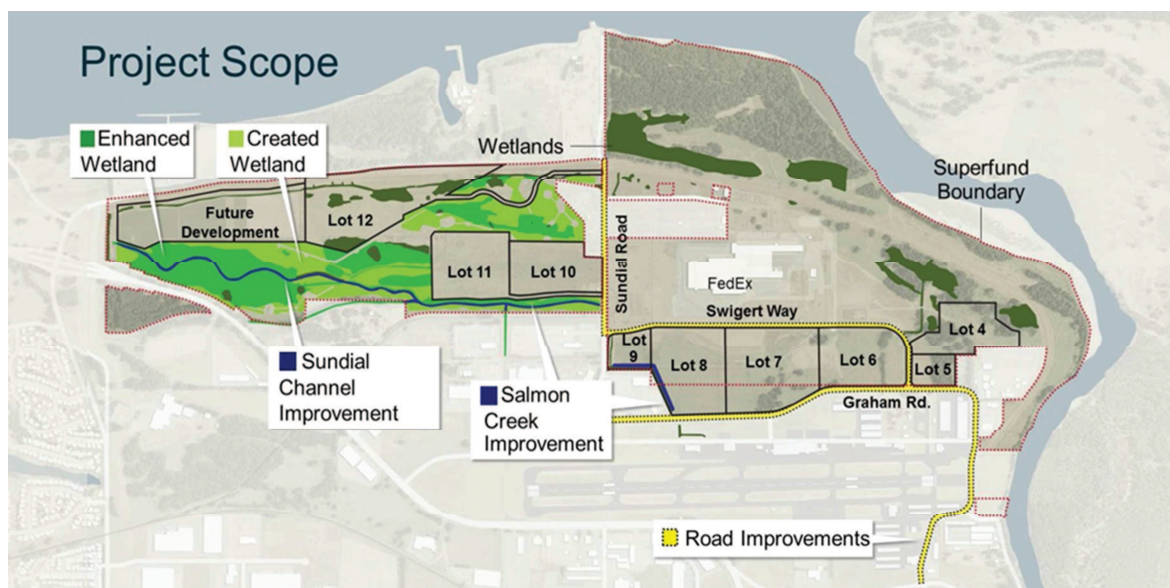 Project Scope
Enhanced
Wetland
Created
Wetland
Wetlands
Superfund
Boundary
Future
Development
Lot 12
Lot 11
Lot 10
Sundial Road
FedEx
Swigert Way
Lot 4
Lot
9
Lot 8
Lot 7
Lot 6
Lot 5
Graham Rd.
Sundial
Channel
Improvement
Salmon
Creek
Improvement
Road Improvements